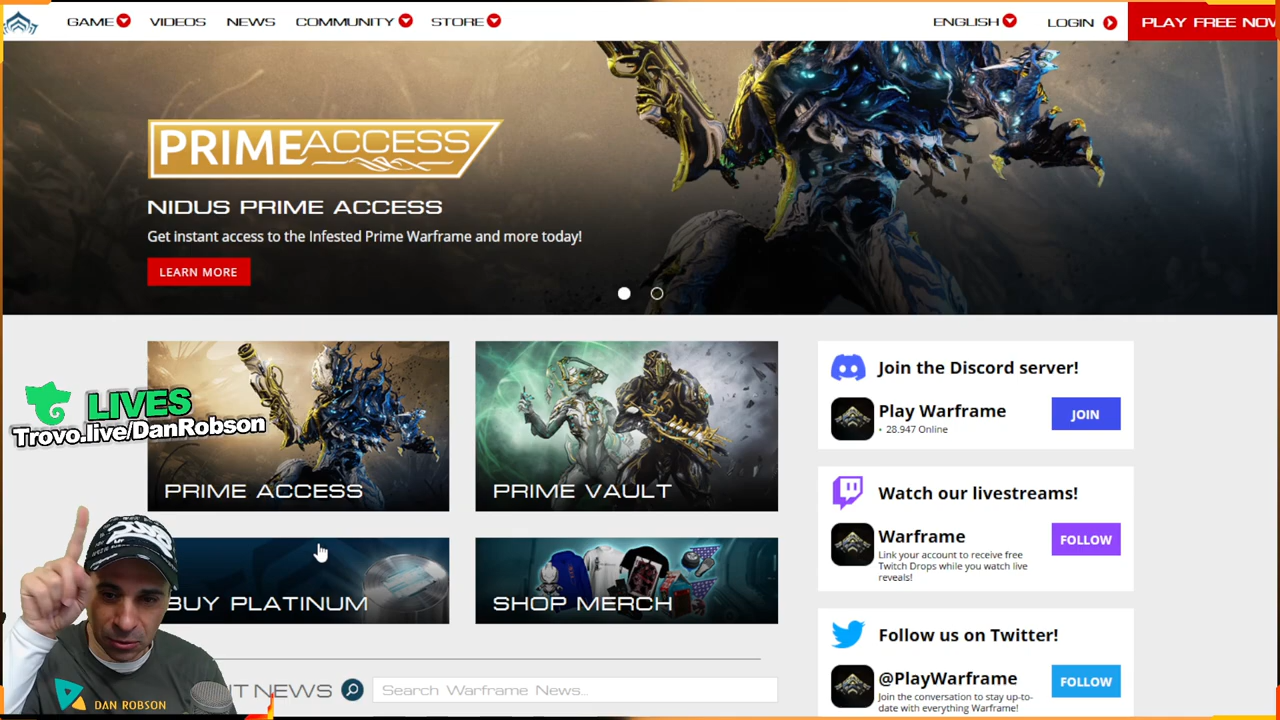 GAME VIDEOS NEWS COMMUNITY STORE ENGLISH LOGIN PLAY FREE NOW
PRIME ACCESS
NIDUS PRIME ACCESS
Get instant access to the Infested Prime Warframe and more today!
LEARN MORE
LIVES
Trovo.live/DanRobson
PRIME ACCESS
PRIME VAULT
BUY PLATINUM
SHOP MERCH
Join the Discord server!
Play Warframe
• 28.947 Online
JOIN
Watch our livestreams!
Warframe
Link your account to receive free
Twitch Drops while you watch live
reveals!
FOLLOW
Follow us on Twitter!
@PlayWarframe
Join the conversation to stay up-to-
date with everything Warframe!
FOLLOW
NEWS
Search Warframe News...
DAN ROBSON